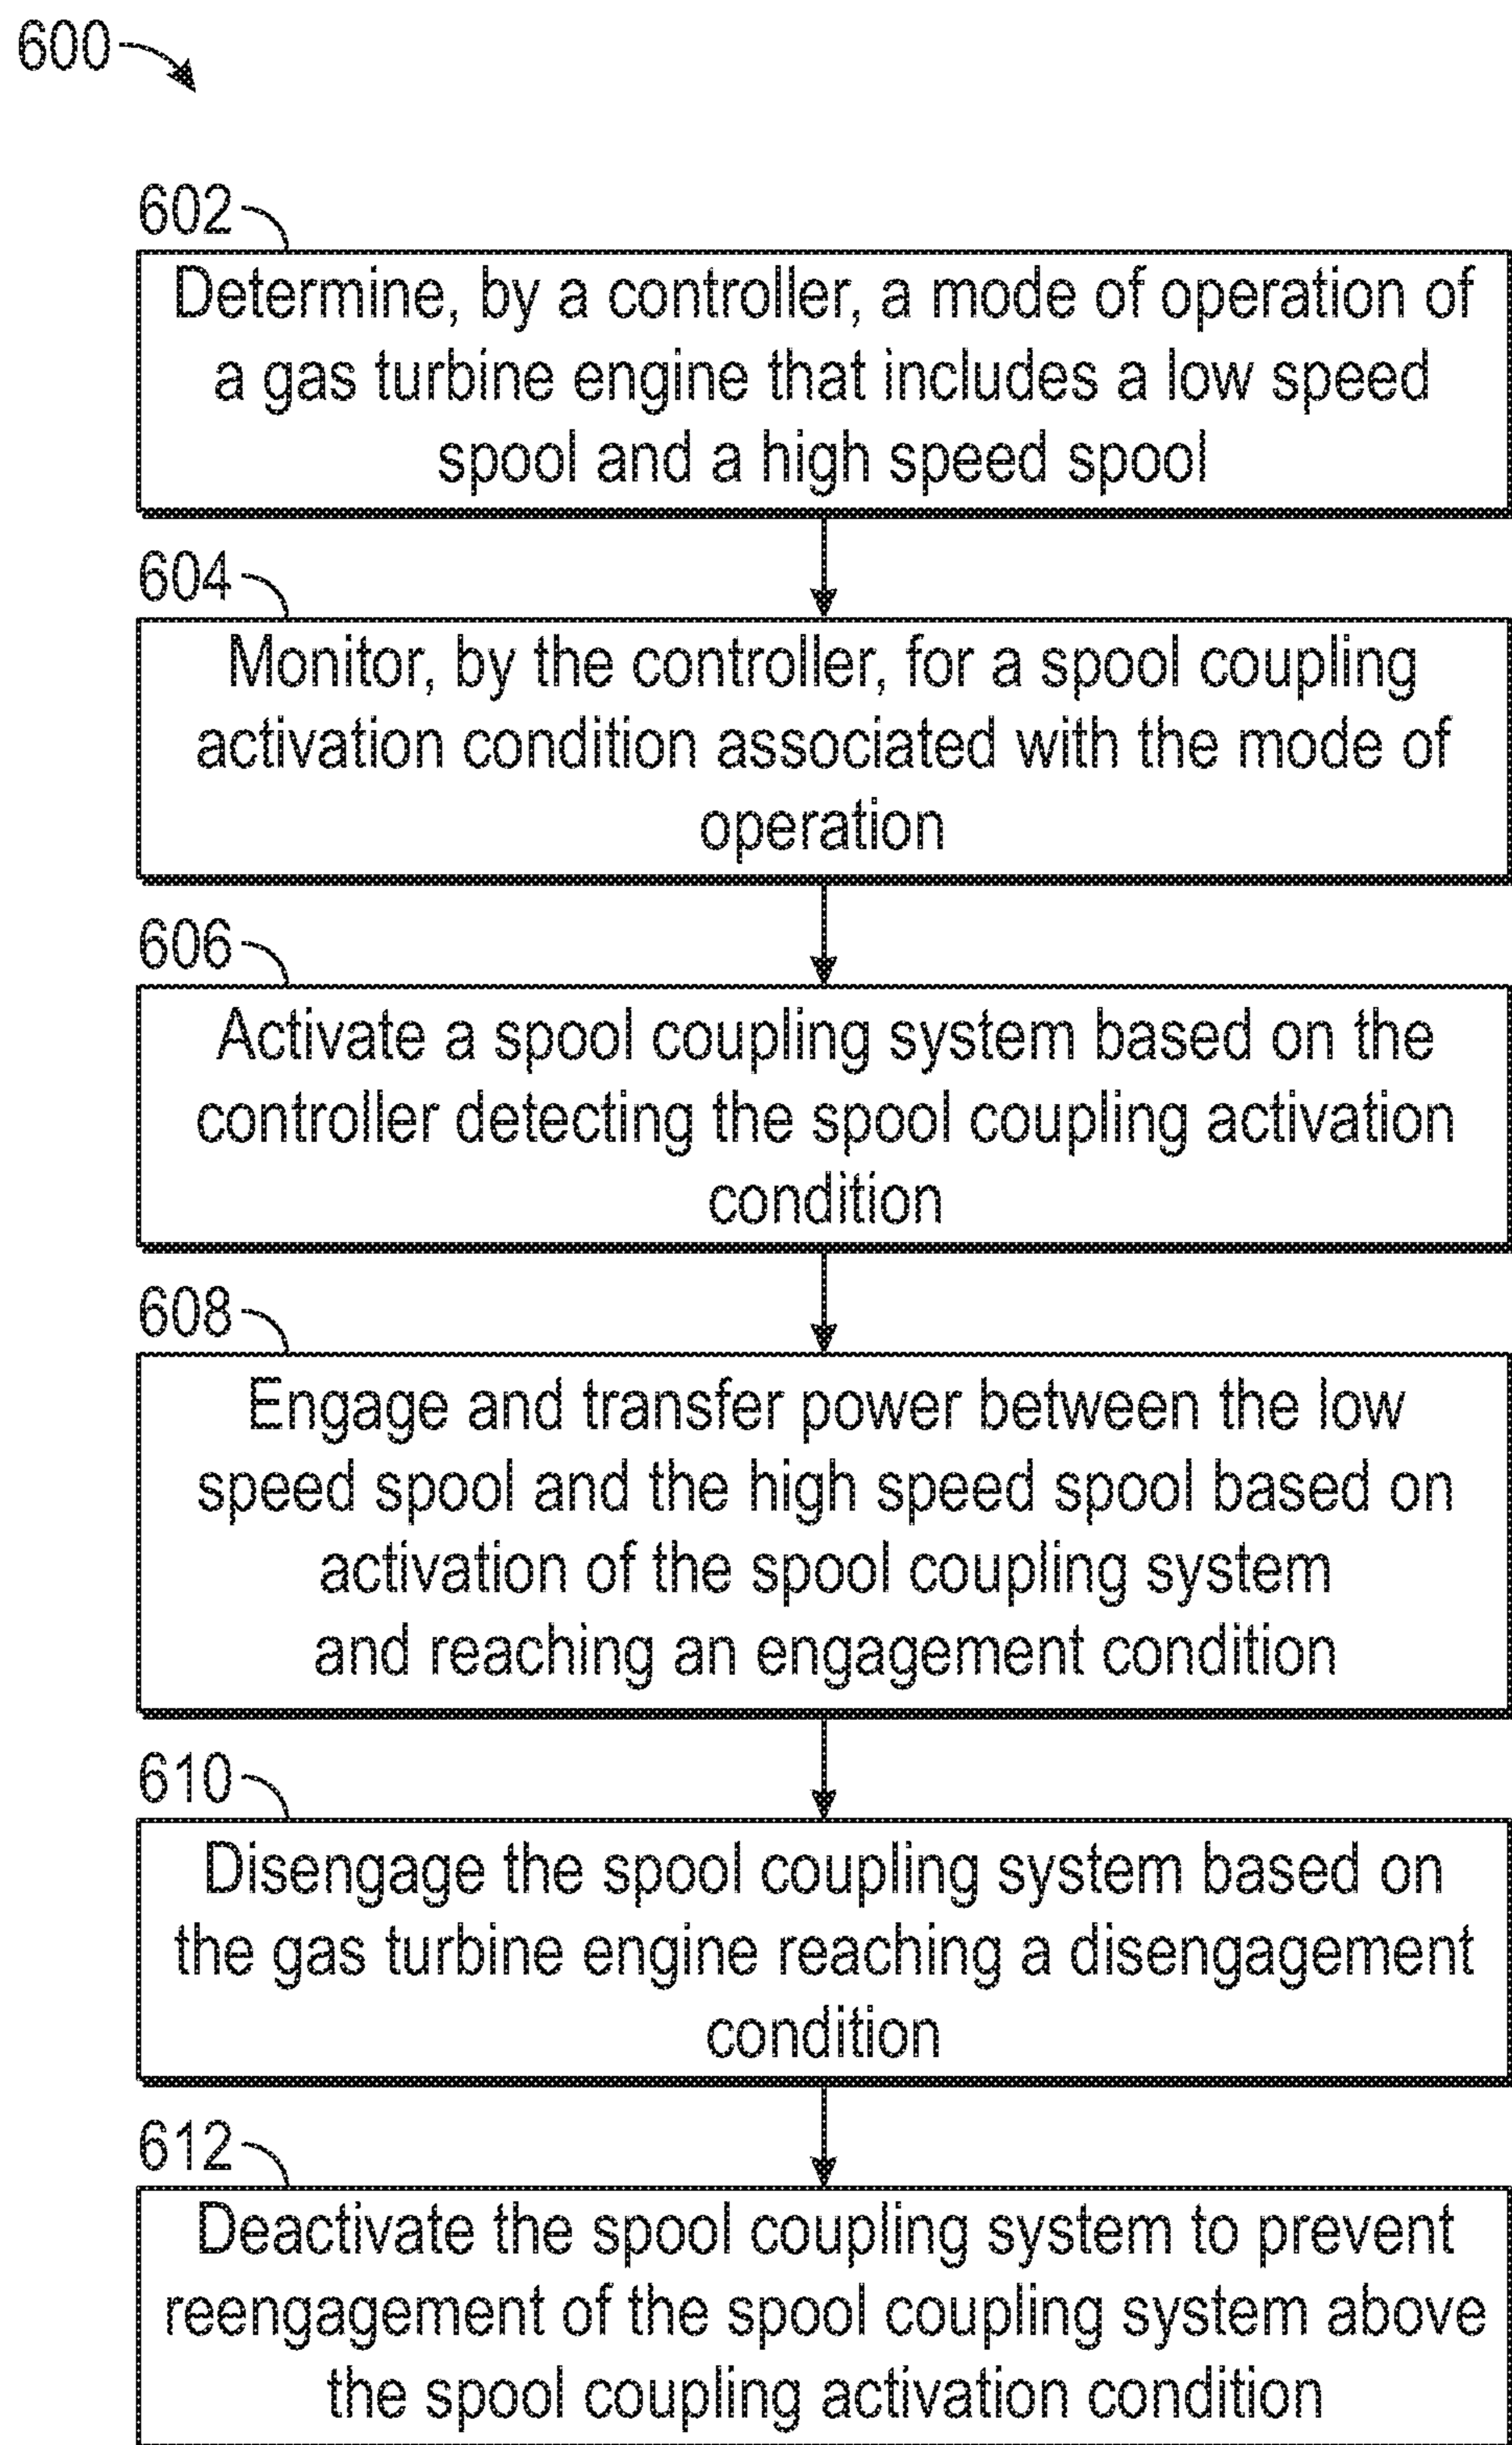 600
602
Determine, by a controller, a mode of operation of
a gas turbine engine that includes a low speed
spool and a high speed spool
604
Monitor, by the controller, for a spool coupling
activation condition associated with the mode of
operation
606
Activate a spool coupling system based on the
controller detecting the spool coupling activation
condition
608
Engage and transfer power between the low
speed spool and the high speed spool based on
activation of the spool coupling system
and reaching an engagement condition
610
Disengage the spool coupling system based on
the gas turbine engine reaching a disengagement
condition
612
Deactivate the spool coupling system to prevent
reengagement of the spool coupling system above
the spool coupling activation condition